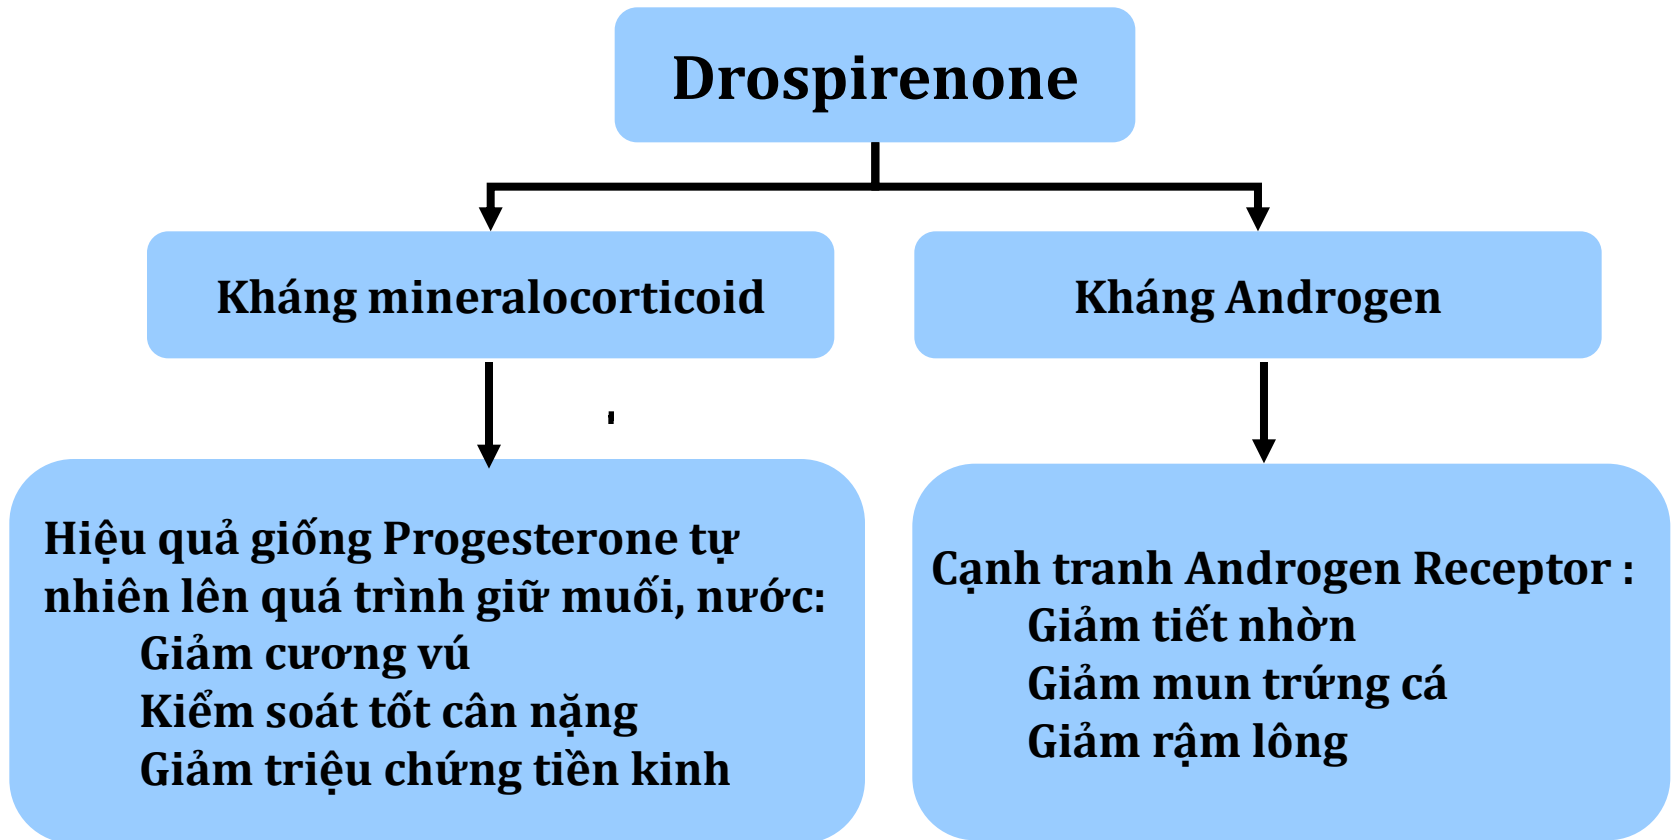 Drospirenone
Kháng mineralocorticoid
Kháng Androgen
Hiệu quả giống Progesterone tự
nhiên lên quá trình giữ muối, nước:
Giảm cương vú
Kiểm soát tốt cân nặng
Giảm triệu chứng tiền kinh
Cạnh tranh Androgen Receptor :
Giảm tiết nhờn
Giảm mun trứng cá
Giảm rậm lông